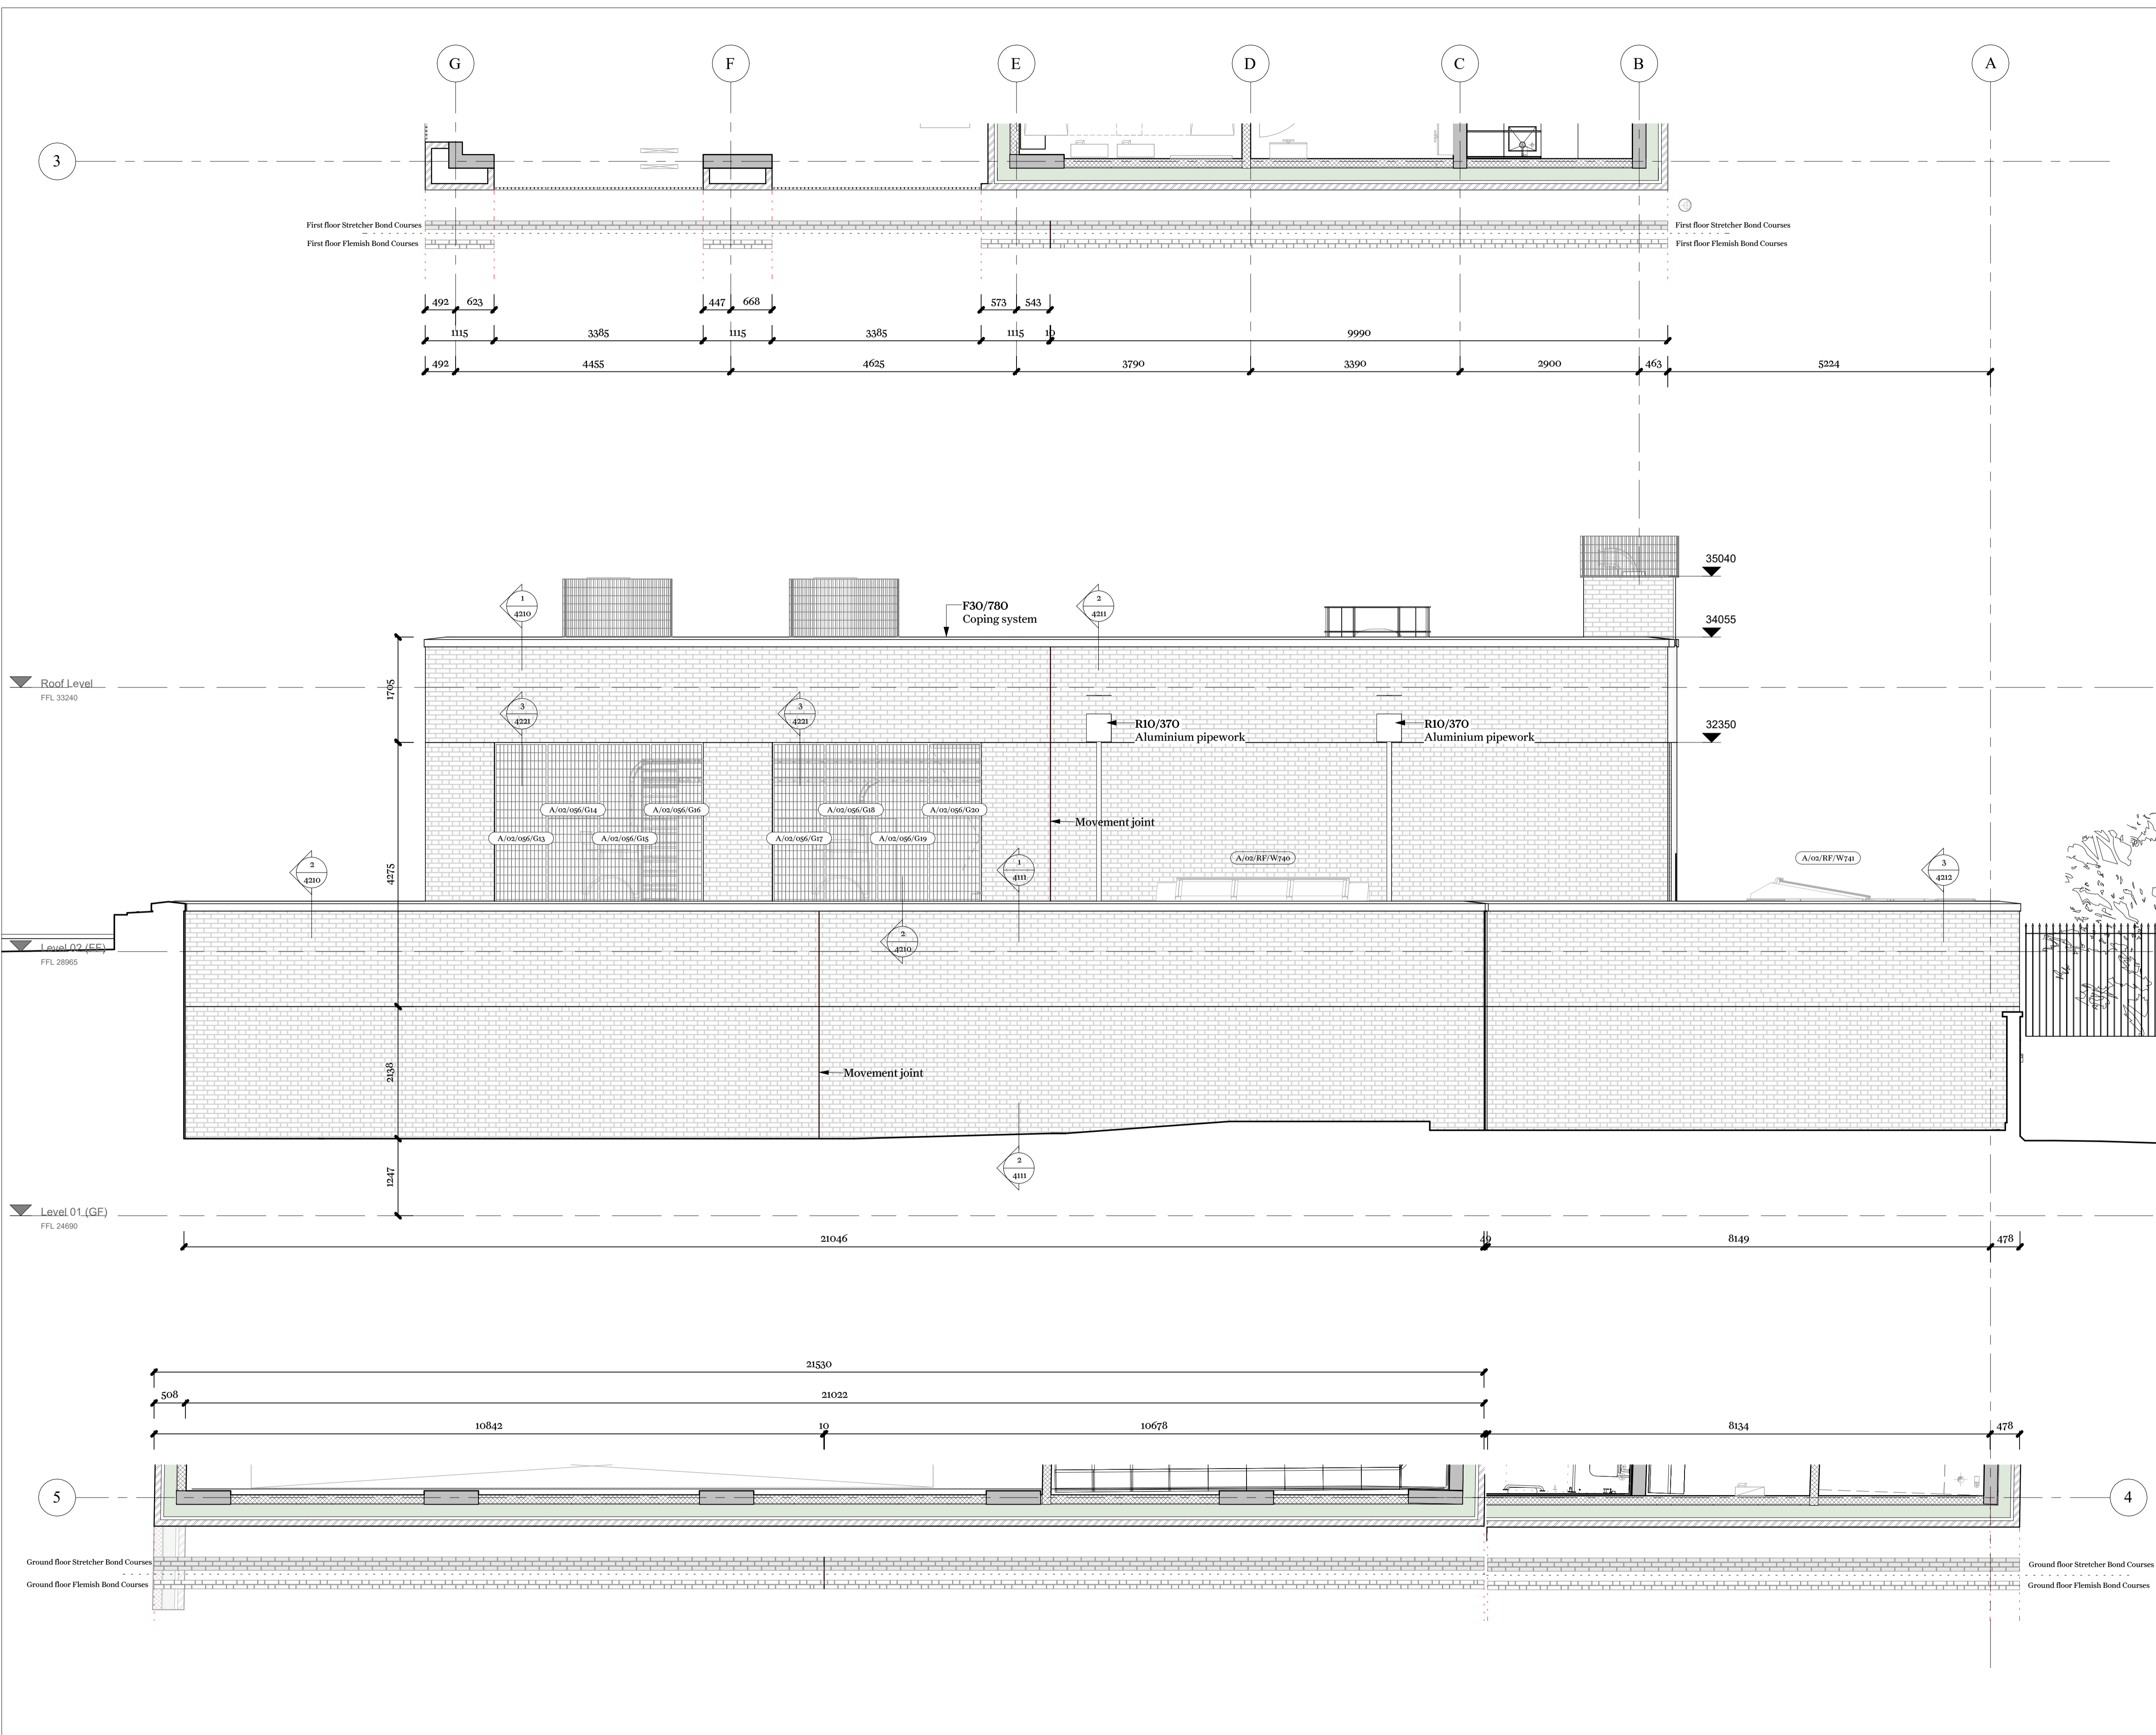 G F E D C B A
3
First floor Stretcher Bond Courses
First floor Stretcher Bond Courses
First floor Flemish Bond Courses
First floor Flemish Bond Courses
492 623 447 668 573 543
1115 3385 1115 3385 1115 10 9990
492 4455 4625 3790 3390 2900 463 5224
35040
1
4210
F30/780
Coping system
2
4211
34055
Roof Level
FFL 33240
1705
3
4221
3
4221
R10/370
Aluminium pipework
R10/370
Aluminium pipework
32350
A/02/056/G14 A/02/056/G16 A/02/056/G18 A/02/056/G20
Movement joint
A/02/056/G13 A/02/056/G15 A/02/056/G17 A/02/056/G19
2
4210
4275
1
4111
A/02/RF/W740
A/02/RF/W741
3
4212
2
4210
Level 02 (FF)
FFL 28965
2138
Movement joint
2
4111
1247
Level 01 (GF)
FFL 24690
21046 49 8149 478
21530
508 21022
10842 10 10678 8134 478
5
4
Ground floor Stretcher Bond Courses
Ground floor Stretcher Bond Courses
Ground floor Flemish Bond Courses
Ground floor Flemish Bond Courses